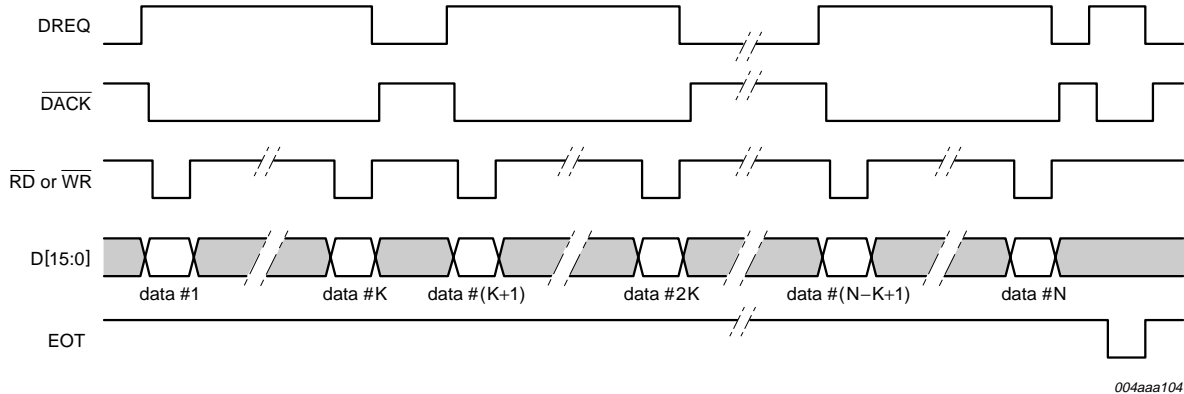 DREQ
DACK
RD or WR
D[15:0]
data #1 data #K data #(K+1) data #2K data #(N−K+1) data #N
EOT
004aaa104